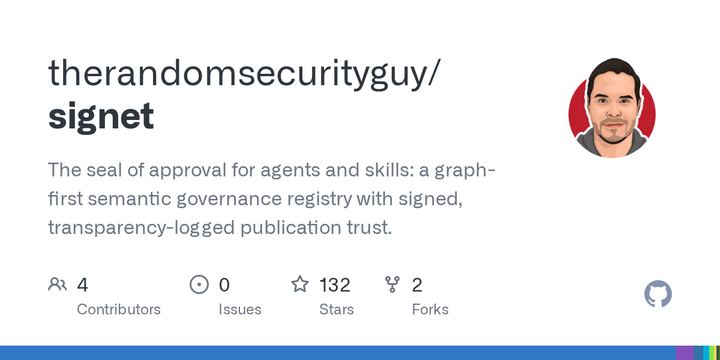 therandomsecurityguy/
signet
The seal of approval for agents and skills: a graph-
first semantic governance registry with signed,
transparency-logged publication trust.
4 0 132 2
Contributors Issues Stars Forks